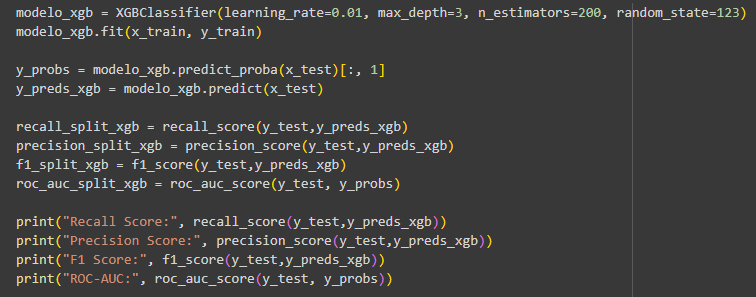 modelo_xgb = XGBClassifier(learning_rate=0.01, max_depth=3, n_estimators=200, random_state=123)
modelo_xgb.fit(x_train, y_train)
y_probs = modelo_xgb.predict_proba(x_test)[:, 1]
y_preds_xgb = modelo_xgb.predict(x_test)
recall_split_xgb = recall_score(y_test,y_preds_xgb)
precision_split_xgb = precision_score(y_test,y_preds_xgb)
f1_split_xgb = f1_score(y_test,y_preds_xgb)
roc_auc_split_xgb = roc_auc_score(y_test, y_probs)
print("Recall Score:", recall_score(y_test,y_preds_xgb))
print("Precision Score:", precision_score(y_test,y_preds_xgb))
print("F1 Score:", f1_score(y_test,y_preds_xgb))
print("ROC-AUC:", roc_auc_score(y_test, y_probs))